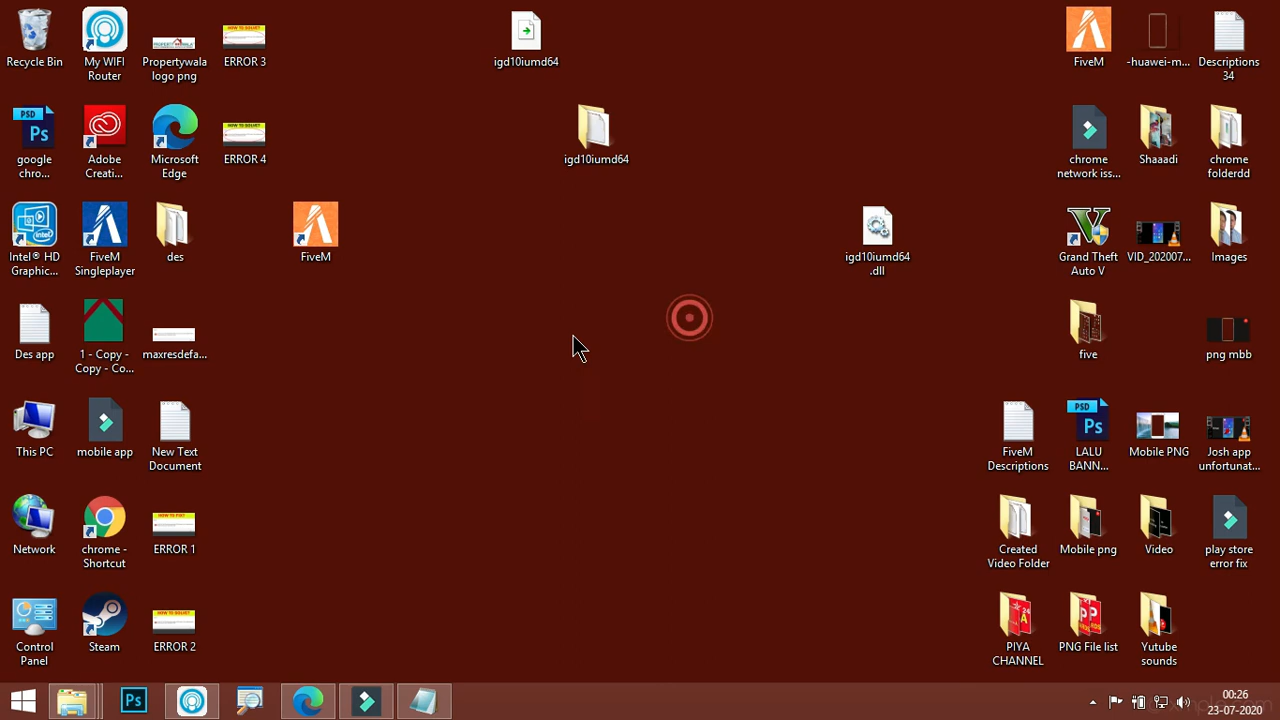 Recycle Bin
My WIFI
Router
Propertywala
logo png
ERROR 3
igd10iumd64
FiveM
-huawei-m...
Descriptions
34
google
chro...
Adobe
Creati...
Microsoft
Edge
ERROR 4
igd10iumd64
chrome
network iss...
Shaaadi
chrome
folderdd
Intel® HD
Graphic...
FiveM
Singleplayer
des
FiveM
igd10iumd64
.dll
Grand Theft
Auto V
VID_202007...
Images
Des app
1 - Copy -
Copy - Co...
maxresdefa...
five
png mbb
This PC
mobile app
New Text
Document
FiveM
Descriptions
LALU
BANN...
Mobile PNG
Josh app
unfortunat...
Network
chrome -
Shortcut
ERROR 1
Created
Video Folder
Mobile png
Video
play store
error fix
Control
Panel
Steam
ERROR 2
PIYA
CHANNEL
PNG File list
Yutube
sounds
00:26
23-07-2020